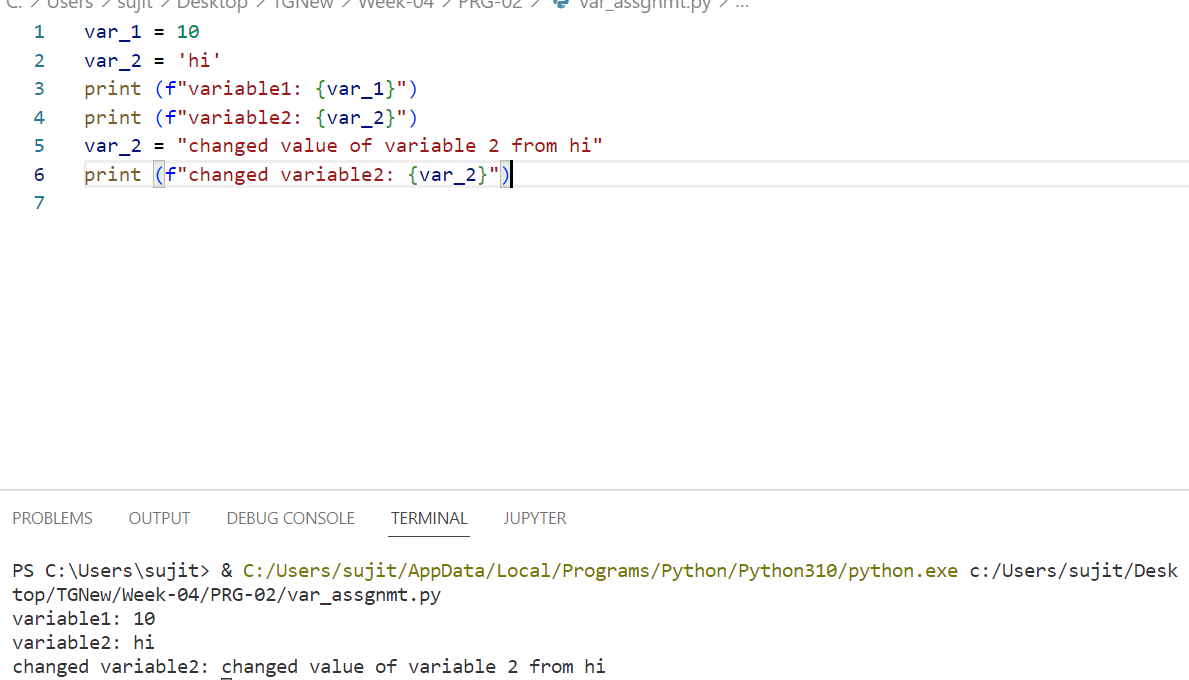 C: > Users > sujit > Desktop > TGNew > Week-04 > PRG-02 > var_assgnmt.py > ...
1 var_1 = 10
2 var_2 = 'hi'
3 print (f"variable1: {var_1}")
4 print (f"variable2: {var_2}")
5 var_2 = "changed value of variable 2 from hi"
6 print (f"changed variable2: {var_2}")
7
PROBLEMS OUTPUT DEBUG CONSOLE TERMINAL JUPYTER
PS C:\Users\sujit> & C:/Users/sujit/AppData/Local/Programs/Python/Python310/python.exe c:/Users/sujit/Desk
top/TGNew/Week-04/PRG-02/var_assgnmt.py
variable1: 10
variable2: hi
changed variable2: changed value of variable 2 from hi